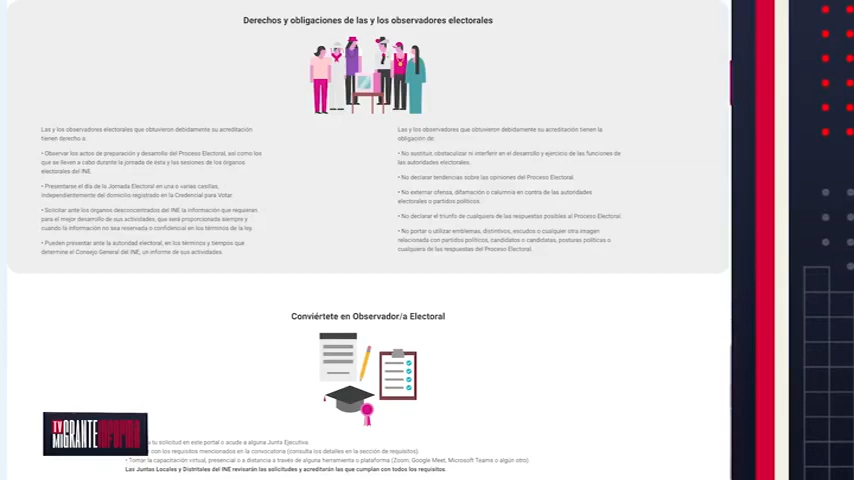 Derechos y obligaciones de las y los observadores electorales
Las y los observadores electorales que obtuvieron debidamente su acreditación
tienen derecho a:
• Observar los actos de preparación y desarrollo del Proceso Electoral, así como los
que se lleven a cabo durante la jornada de ésta y las sesiones de los órganos
electorales del INE.
• Presentarse el día de la Jornada Electoral en una o varias casillas,
independientemente del domicilio registrado en la Credencial para Votar.
• Solicitar ante los órganos desconcentrados del INE la información que requieran
para el mejor desarrollo de sus actividades, que será proporcionada siempre y
cuando la información no sea reservada o confidencial en los términos de la ley.
• Pueden presentar ante la autoridad electoral, en los términos y tiempos que
determine el Consejo General del INE, un informe de sus actividades.
Las y los observadores electorales que obtuvieron debidamente su acreditación tienen la
obligación de:
• No sustituir, obstaculizar ni interferir en el desarrollo y ejercicio de las funciones de
las autoridades electorales.
• No declarar tendencias sobre las opiniones del Proceso Electoral.
• No externar ofensa, difamación o calumnia en contra de las autoridades
electorales o partidos políticos.
• No declarar el triunfo de cualquiera de las respuestas posibles al Proceso Electoral.
• No portar o utilizar emblemas, distintivos, escudos o cualquier otra imagen
relacionada con partidos políticos, candidatos o candidatas, posturas políticas o
cualquiera de las respuestas del Proceso Electoral.
Conviértete en Observador/a Electoral
tu solicitud en este portal o acude a alguna Junta Ejecutiva.
con los requisitos mencionados en la convocatoria (consulta los detalles en la sección de requisitos).
• Tomar la capacitación virtual, presencial o a distancia a través de alguna herramienta o plataforma (Zoom, Google Meet, Microsoft Teams o algún otro).
Las Juntas Locales y Distritales del INE revisarán las solicitudes y acreditarán las que cumplan con todos los requisitos.
TV
MIGRANTE INFORMA